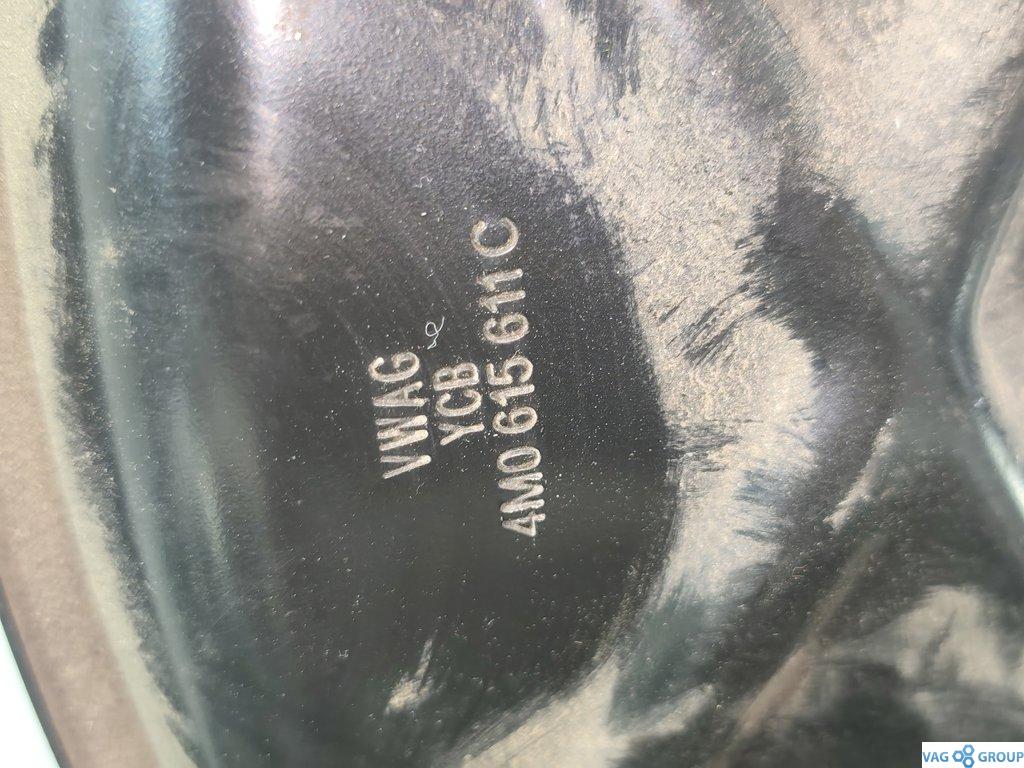 VWAG
YCB
4M0 615 611 C
VAG GROUP